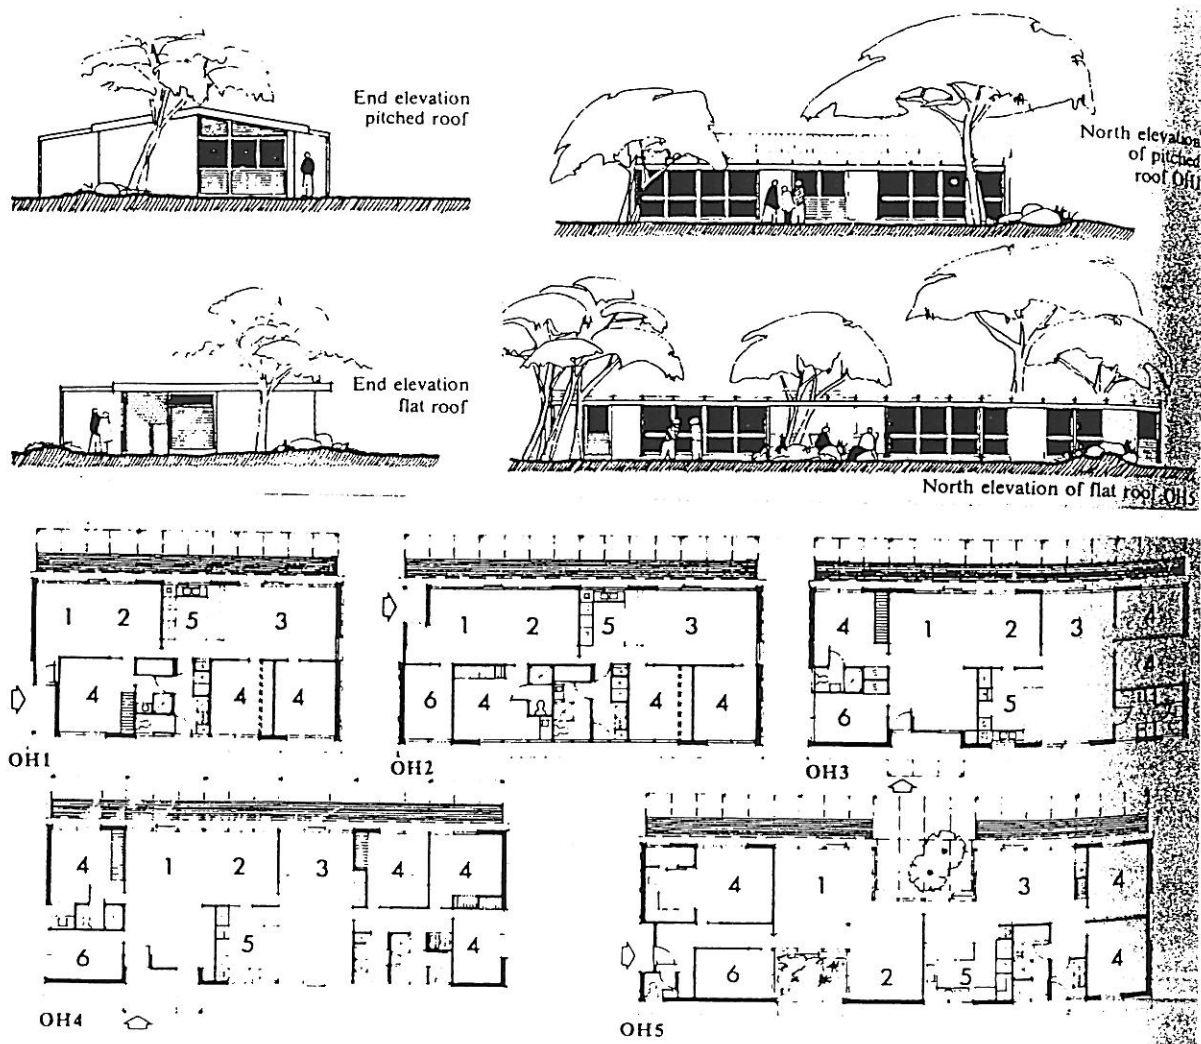 End elevation
pitched roof
North elevation
of pitched
roof OH1
End elevation
flat roof
North elevation of flat roof OH5
1 2 5 3
4 4 4
OH1
1 2 5 3
6 4 4 4
OH2
4 1 2 3 4
4
5
6
OH3
4 1 2 3 4 4
6 5 4
OH4
4 1 3 4
6 2 5 4
OH5